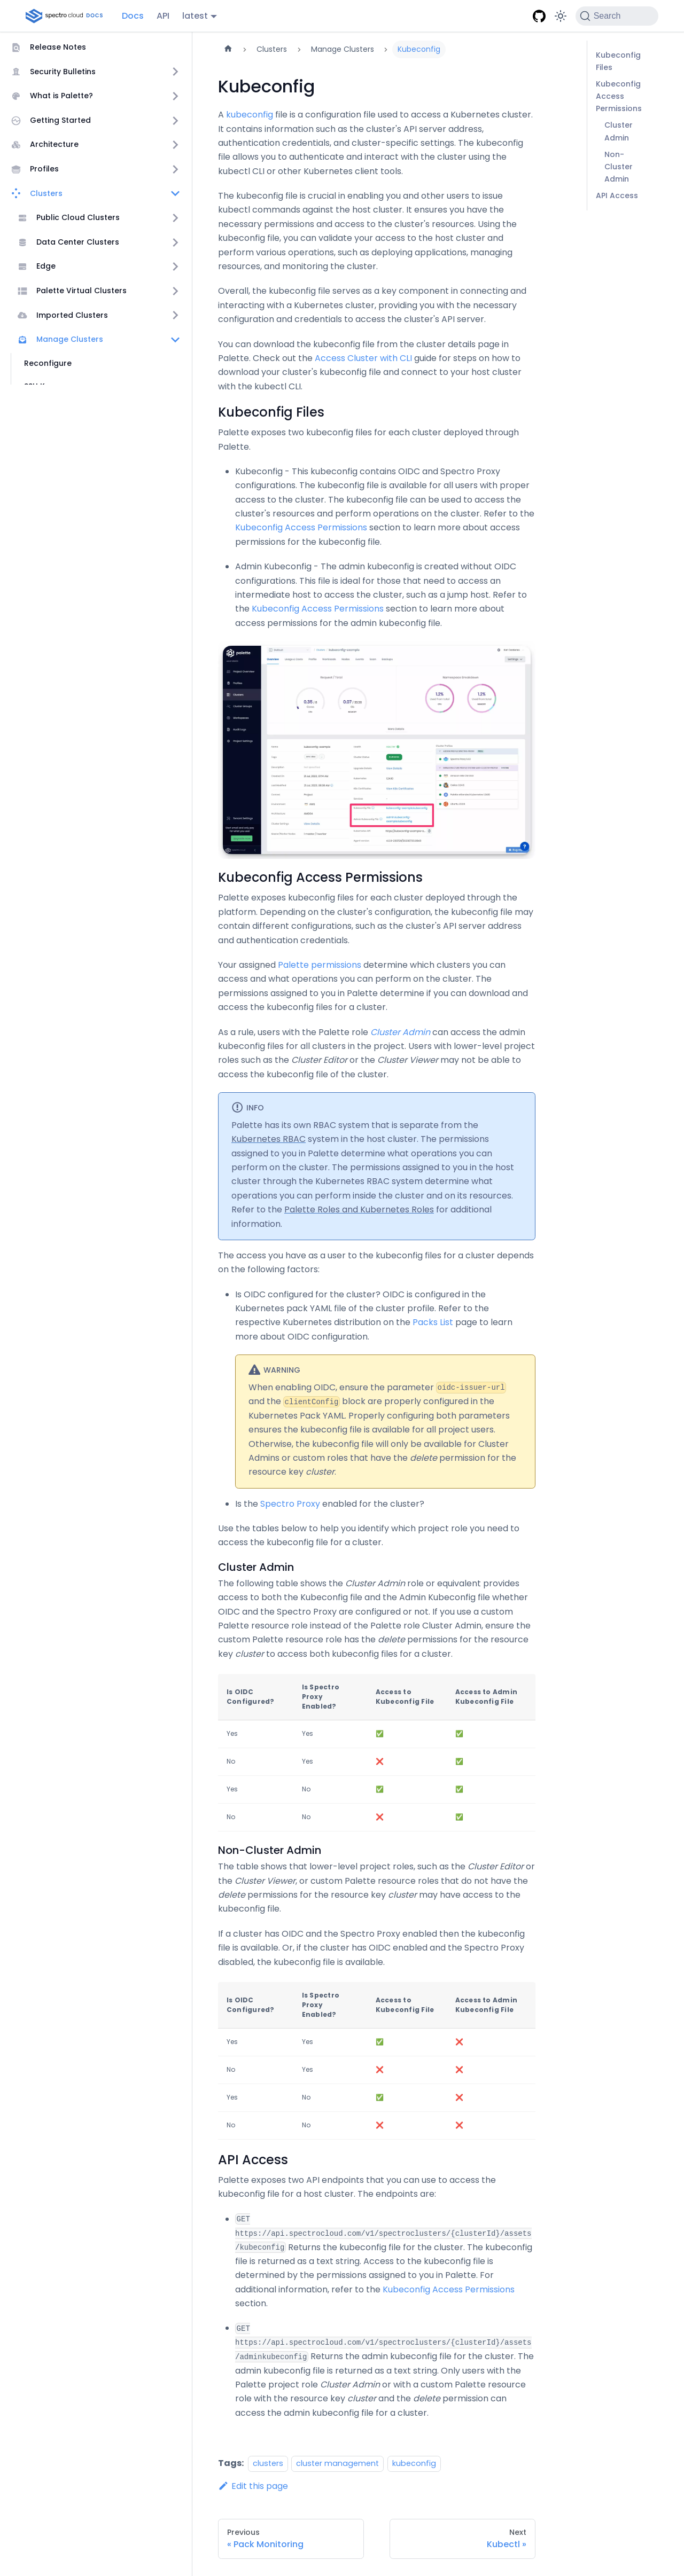 spectro cloud DOCS
Docs
API
latest
Search
Release Notes
Security Bulletins
What is Palette?
Getting Started
Architecture
Profiles
Clusters
Public Cloud Clusters
Data Center Clusters
Edge
Palette Virtual Clusters
Imported Clusters
Manage Clusters
Reconfigure
Clusters
Manage Clusters
Kubeconfig
Kubeconfig
A kubeconfig file is a configuration file used to access a Kubernetes cluster.
It contains information such as the cluster's API server address,
authentication credentials, and cluster-specific settings. The kubeconfig
file allows you to authenticate and interact with the cluster using the
kubectl CLI or other Kubernetes client tools.
The kubeconfig file is crucial in enabling you and other users to issue
kubectl commands against the host cluster. It ensures you have the
necessary permissions and access to the cluster's resources. Using the
kubeconfig file, you can validate your access to the host cluster and
perform various operations, such as deploying applications, managing
resources, and monitoring the cluster.
Overall, the kubeconfig file serves as a key component in connecting and
interacting with a Kubernetes cluster, providing you with the necessary
configuration and credentials to access the cluster's API server.
You can download the kubeconfig file from the cluster details page in
Palette. Check out the Access Cluster with CLI guide for steps on how to
download your cluster's kubeconfig file and connect to your host cluster
with the kubectl CLI.
Kubeconfig Files
Palette exposes two kubeconfig files for each cluster deployed through
Palette.
Kubeconfig - This kubeconfig contains OIDC and Spectro Proxy
configurations. The kubeconfig file is available for all users with proper
access to the cluster. The kubeconfig file can be used to access the
cluster's resources and perform operations on the cluster. Refer to the
Kubeconfig Access Permissions section to learn more about access
permissions for the kubeconfig file.
Admin Kubeconfig - The admin kubeconfig is created without OIDC
configurations. This file is ideal for those that need to access an
intermediate host to access the cluster, such as a jump host. Refer to
the Kubeconfig Access Permissions section to learn more about
access permissions for the admin kubeconfig file.
palette
Kubeconfig Access Permissions
Palette exposes kubeconfig files for each cluster deployed through the
platform. Depending on the cluster's configuration, the kubeconfig file may
contain different configurations, such as the cluster's API server address
and authentication credentials.
Your assigned Palette permissions determine which clusters you can
access and what operations you can perform on the cluster. The
permissions assigned to you in Palette determine if you can download and
access the kubeconfig files for a cluster.
As a rule, users with the Palette role Cluster Admin can access the admin
kubeconfig files for all clusters in the project. Users with lower-level project
roles such as the Cluster Editor or the Cluster Viewer may not be able to
access the kubeconfig file of the cluster.
INFO
Palette has its own RBAC system that is separate from the
Kubernetes RBAC system in the host cluster. The permissions
assigned to you in Palette determine what operations you can
perform on the cluster. The permissions assigned to you in the host
cluster through the Kubernetes RBAC system determine what
operations you can perform inside the cluster and on its resources.
Refer to the Palette Roles and Kubernetes Roles for additional
information.
The access you have as a user to the kubeconfig files for a cluster depends
on the following factors:
Is OIDC configured for the cluster? OIDC is configured in the
Kubernetes pack YAML file of the cluster profile. Refer to the
respective Kubernetes distribution on the Packs List page to learn
more about OIDC configuration.
WARNING
When enabling OIDC, ensure the parameter oidc-issuer-url
and the clientConfig block are properly configured in the
Kubernetes Pack YAML. Properly configuring both parameters
ensures the kubeconfig file is available for all project users.
Otherwise, the kubeconfig file will only be available for Cluster
Admins or custom roles that have the delete permission for the
resource key cluster.
Is the Spectro Proxy enabled for the cluster?
Use the tables below to help you identify which project role you need to
access the kubeconfig file for a cluster.
Cluster Admin
The following table shows the Cluster Admin role or equivalent provides
access to both the Kubeconfig file and the Admin Kubeconfig file whether
OIDC and the Spectro Proxy are configured or not. If you use a custom
Palette resource role instead of the Palette role Cluster Admin, ensure the
custom Palette resource role has the delete permissions for the resource
key cluster to access both kubeconfig files for a cluster.
Is OIDC Configured? Is Spectro Proxy Enabled? Access to Kubeconfig File Access to Admin Kubeconfig File
Yes Yes ✅ ✅
No Yes ❌ ✅
Yes No ✅ ✅
No No ❌ ✅
Non-Cluster Admin
The table shows that lower-level project roles, such as the Cluster Editor or
the Cluster Viewer, or custom Palette resource roles that do not have the
delete permissions for the resource key cluster may have access to the
kubeconfig file.
If a cluster has OIDC and the Spectro Proxy enabled then the kubeconfig
file is available. Or, if the cluster has OIDC enabled and the Spectro Proxy
disabled, the kubeconfig file is available.
Is OIDC Configured? Is Spectro Proxy Enabled? Access to Kubeconfig File Access to Admin Kubeconfig File
Yes Yes ✅ ❌
No Yes ❌ ❌
Yes No ✅ ❌
No No ❌ ❌
API Access
Palette exposes two API endpoints that you can use to access the
kubeconfig file for a host cluster. The endpoints are:
GET
https://api.spectrocloud.com/v1/spectroclusters/{clusterId}/assets
/kubeconfig Returns the kubeconfig file for the cluster. The kubeconfig
file is returned as a text string. Access to the kubeconfig file is
determined by the permissions assigned to you in Palette. For
additional information, refer to the Kubeconfig Access Permissions
section.
GET
https://api.spectrocloud.com/v1/spectroclusters/{clusterId}/assets
/adminkubeconfig Returns the admin kubeconfig file for the cluster. The
admin kubeconfig file is returned as a text string. Only users with the
Palette project role Cluster Admin or with a custom Palette resource
role with the resource key cluster and the delete permission can
access the admin kubeconfig file for a cluster.
Tags: clusters cluster management kubeconfig
Edit this page
Previous
« Pack Monitoring
Next
Kubectl »
Kubeconfig
Files
Kubeconfig
Access
Permissions
Cluster
Admin
Non-
Cluster
Admin
API Access